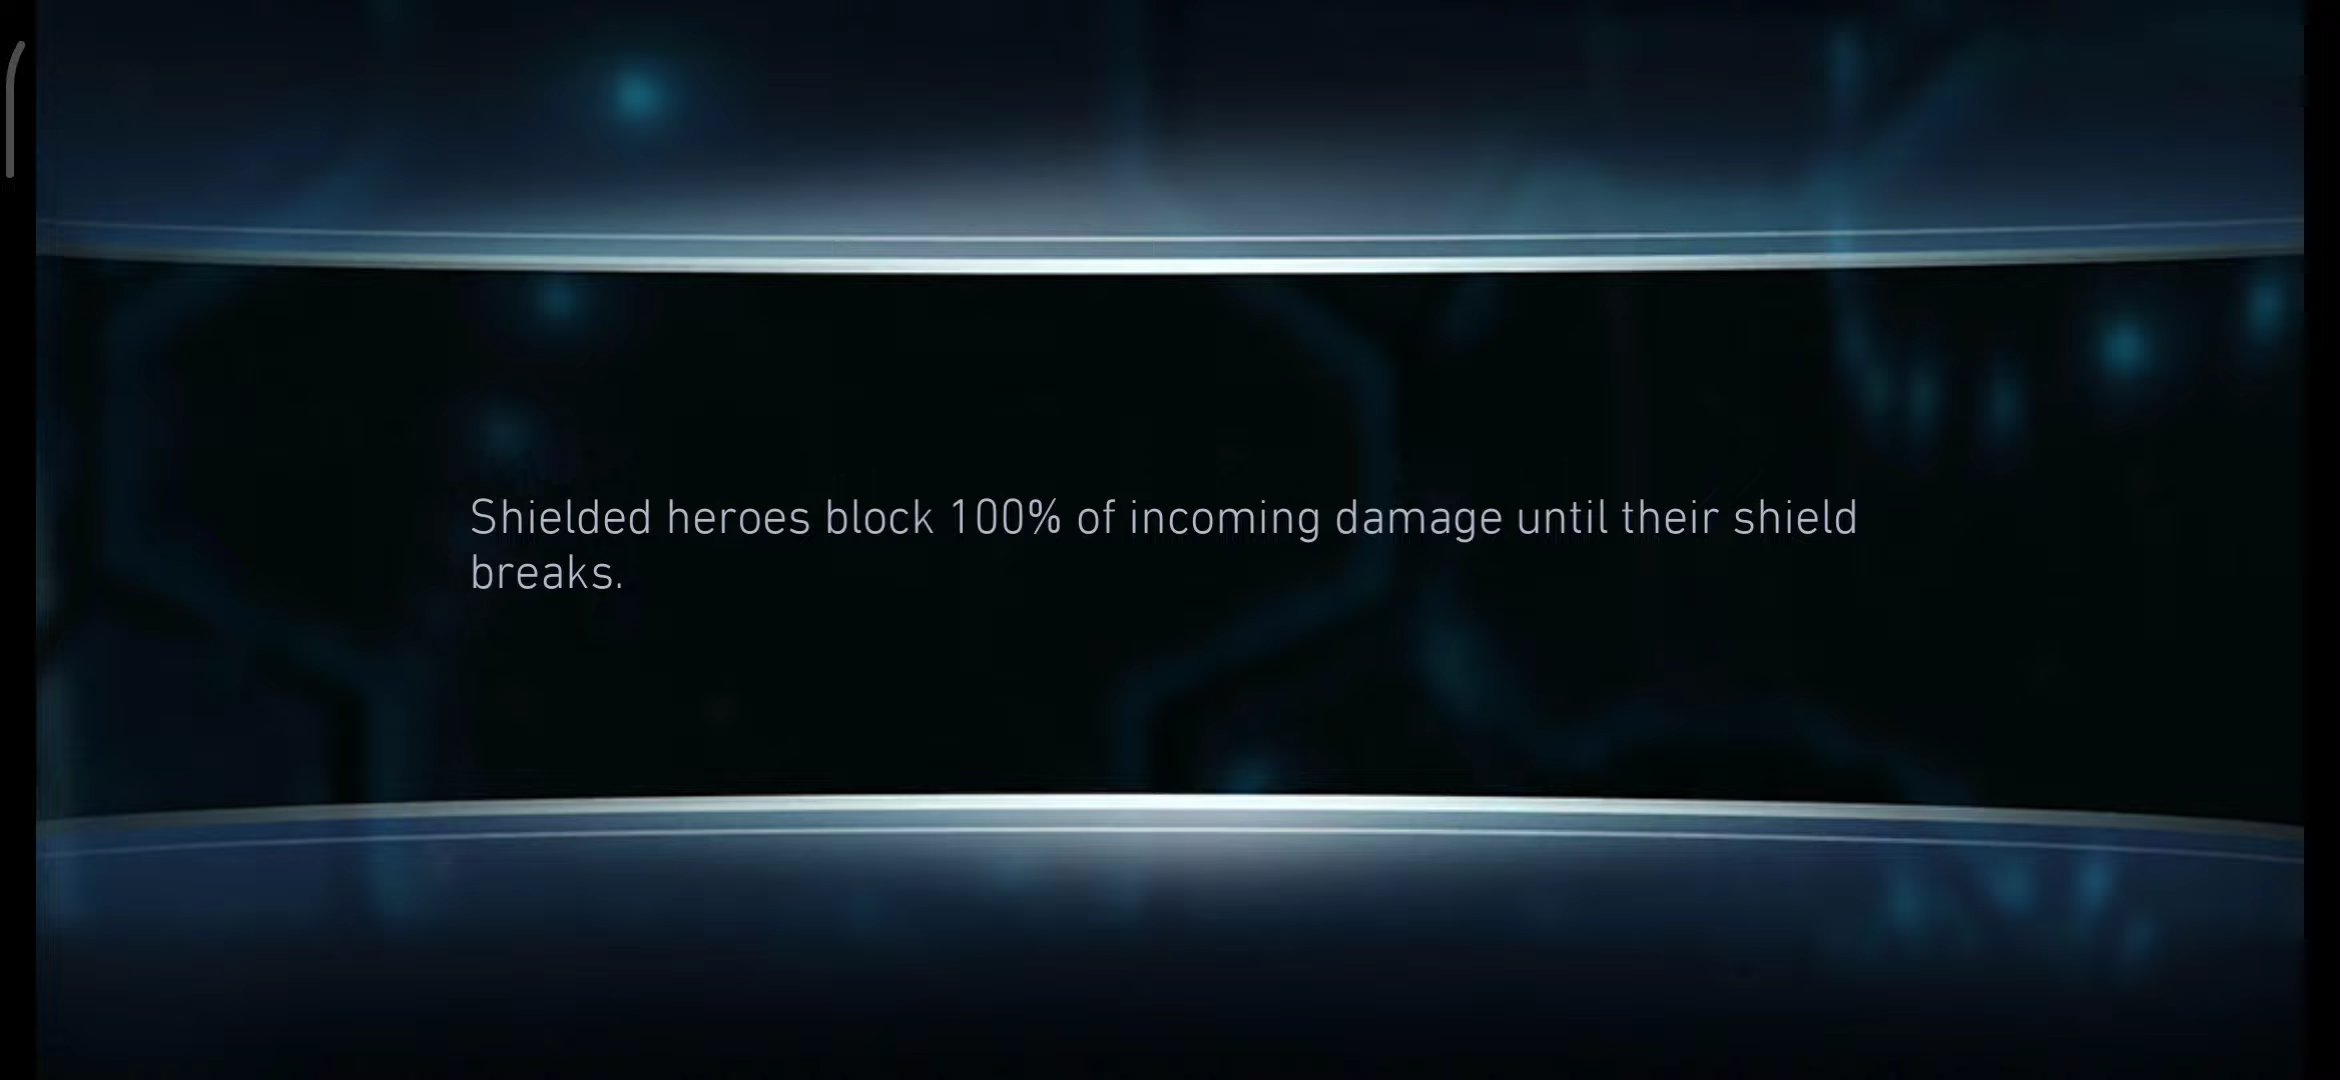 Shielded heroes block 100% of incoming damage until their shield
breaks.